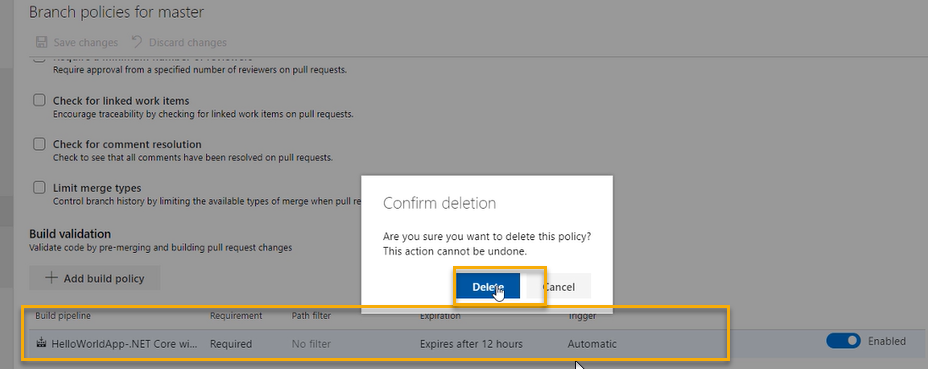 Branch policies for master
Save changes Discard changes
Require a minimum number of reviewers
Require approval from a specified number of reviewers on pull requests.
Check for linked work items
Encourage traceability by checking for linked work items on pull requests.
Check for comment resolution
Check to see that all comments have been resolved on pull requests.
Limit merge types
Control branch history by limiting the available types of merge when pull re
Confirm deletion
Are you sure you want to delete this policy?
This action cannot be undone.
Delete Cancel
Build validation
Validate code by pre-merging and building pull request changes
Add build policy
Build pipeline Requirement Path filter Expiration Trigger
HelloWorldApp-.NET Core wi... Required No filter Expires after 12 hours Automatic Enabled